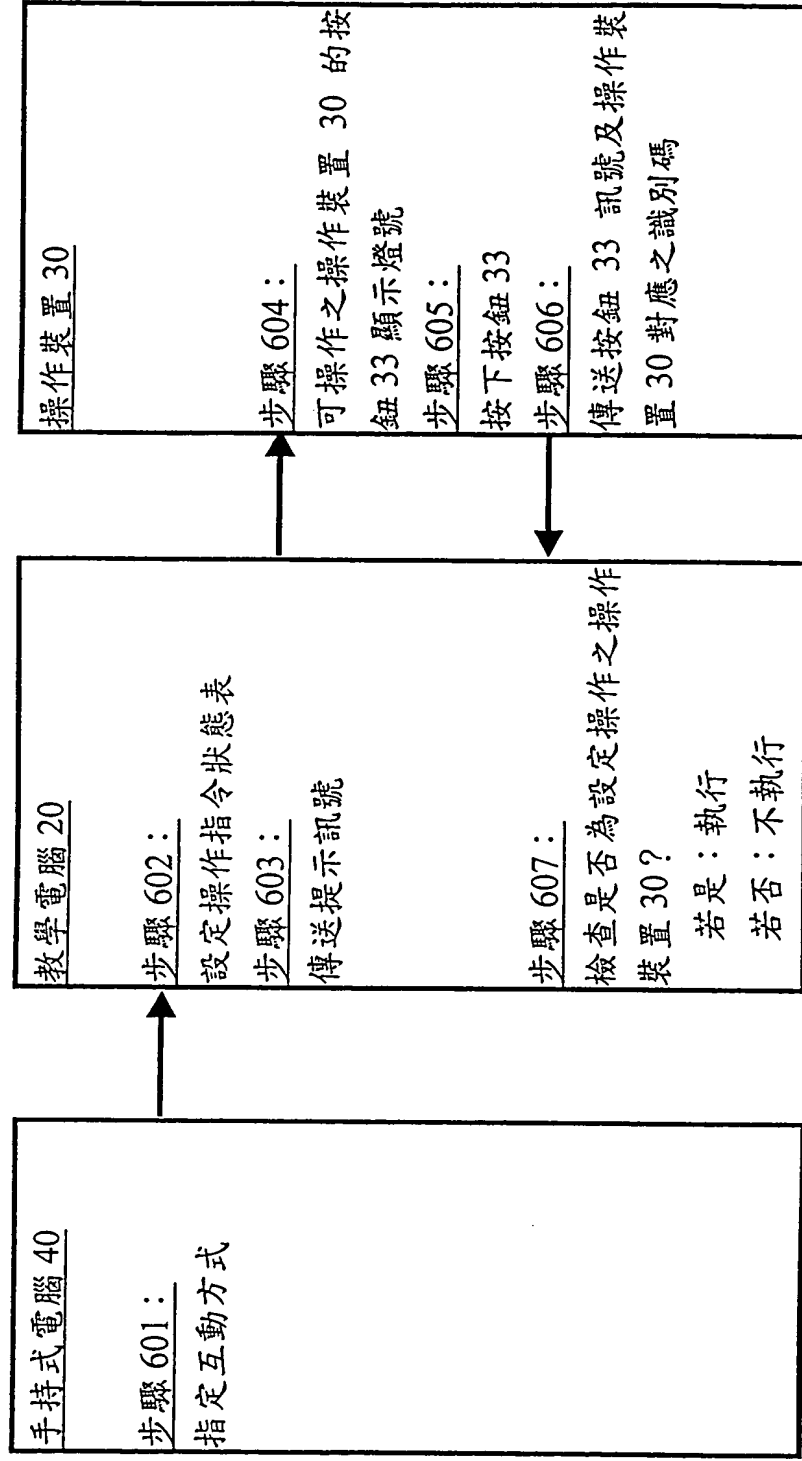 手持式電腦 40
步驟 601：
指定互動方式
教學電腦 20
步驟 602：
設定操作指令狀態表
步驟 603：
傳送提示訊號
步驟 607：
檢查是否為設定操作之操作
裝置 30？
若是：執行
若否：不執行
操作裝置 30
步驟 604：
可操作之操作裝置 30 的按
鈕 33 顯示燈號
步驟 605：
按下按鈕 33
步驟 606：
傳送按鈕 33 訊號及操作裝
置 30 對應之識別碼